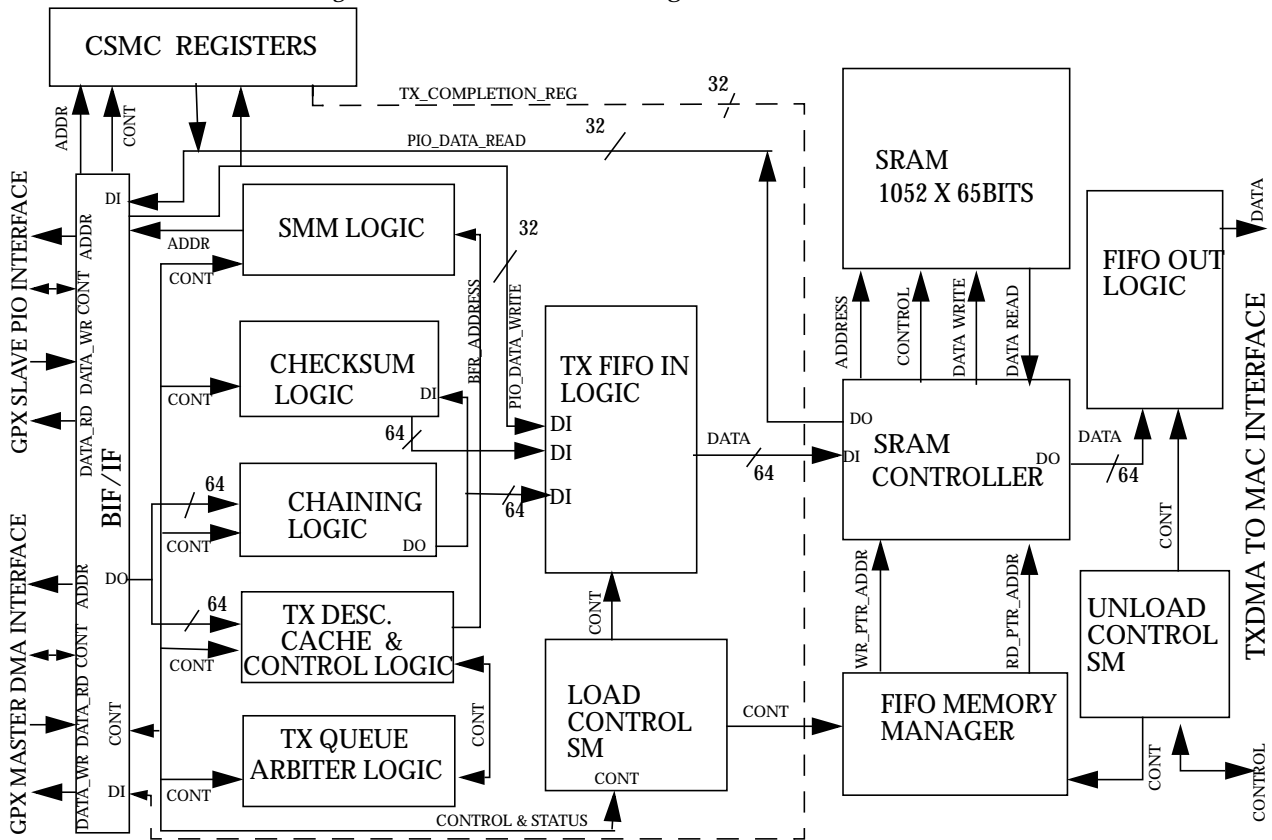 CSMC REGISTERS
TX_COMPLETION_REG
32
ADDR
CONT
PIO_DATA_READ
32
SRAM
1052 X 65BITS
DI
GPX SLAVE PIO INTERFACE
ADDR
CONT
DATA_WR
DATA_RD
BIF/IF
ADDR
SMM LOGIC
CONT
32
BFR_ADDRESS
PIO_DATA_WRITE
FIFO OUT
LOGIC
DATA
CHECKSUM
LOGIC
CONT
DI
64
TX FIFO IN
LOGIC
DI
DI
DI
ADDRESS
CONTROL
DATA WRITE
DATA READ
DATA
64
DO
DI
SRAM
CONTROLLER
DO
DATA
64
64
CHAINING
LOGIC
CONT
DO
64
DO
GPX MASTER DMA INTERFACE
ADDR
CONT
DATA_RD
DATA_WR
CONT
DI
64
TX DESC.
CACHE &
CONTROL LOGIC
CONT
CONT
CONT
WR_PTR_ADDR
RD_PTR_ADDR
CONT
UNLOAD
CONTROL
SM
TXDMA TO MAC INTERFACE
LOAD
CONTROL
SM
CONT
CONT
FIFO MEMORY
MANAGER
TX QUEUE
ARBITER LOGIC
CONT
CONT
CONTROL
CONTROL & STATUS